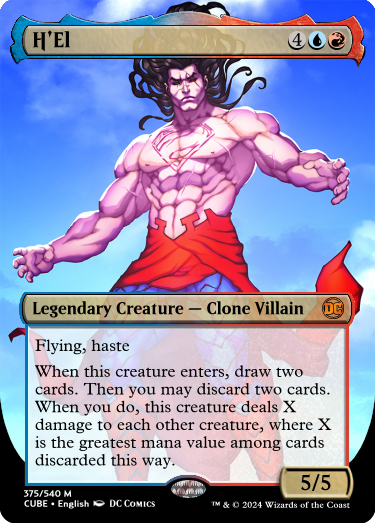 H'El 4
Legendary Creature — Clone Villain DC
Flying, haste
When this creature enters, draw two
cards. Then you may discard two cards.
When you do, this creature deals X
damage to each other creature, where X
is the greatest mana value among cards
discarded this way.
5/5
375/540 M
CUBE • English DC COMICS
™ & © 2024 Wizards of the Coast